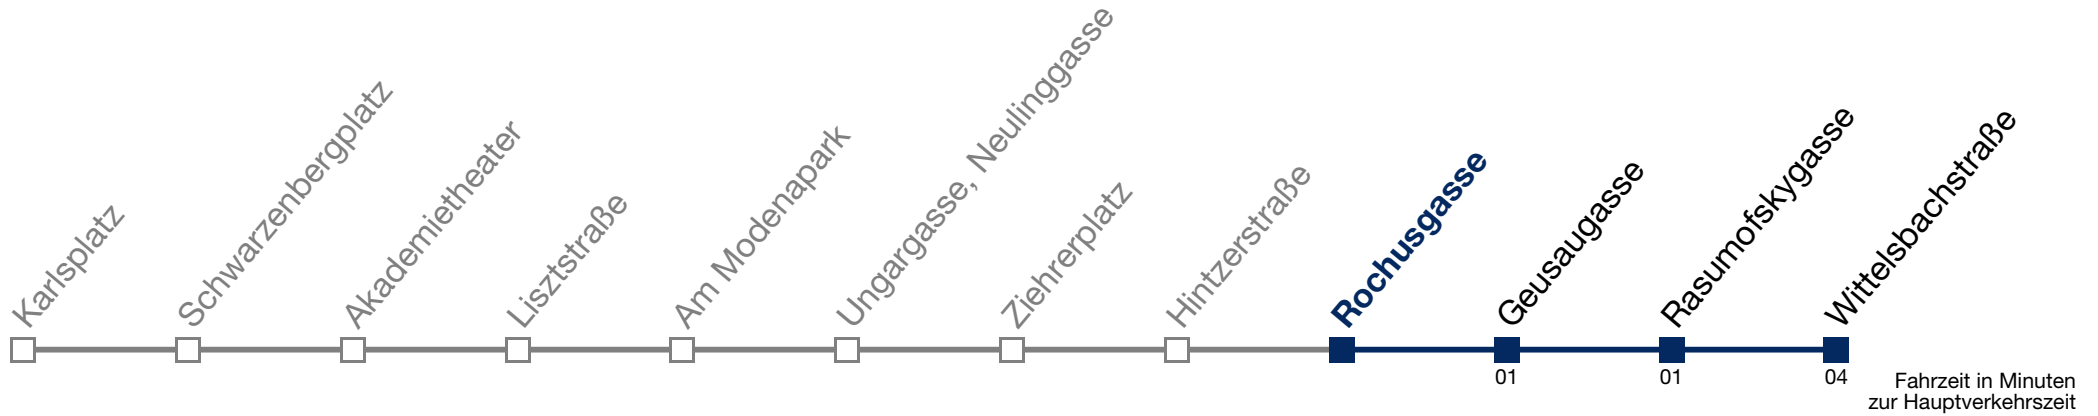 Karlsplatz
Schwarzenbergplatz
Akademietheater
Lisztstraße
Am Modenapark
Ungargasse, Neulinggasse
Ziehrerplatz
Hintzerstraße
Rochusgasse
Geusaugasse
Rasumofskygasse
Wittelsbachstraße
01
01
04
Fahrzeit in Minuten
zur Hauptverkehrszeit